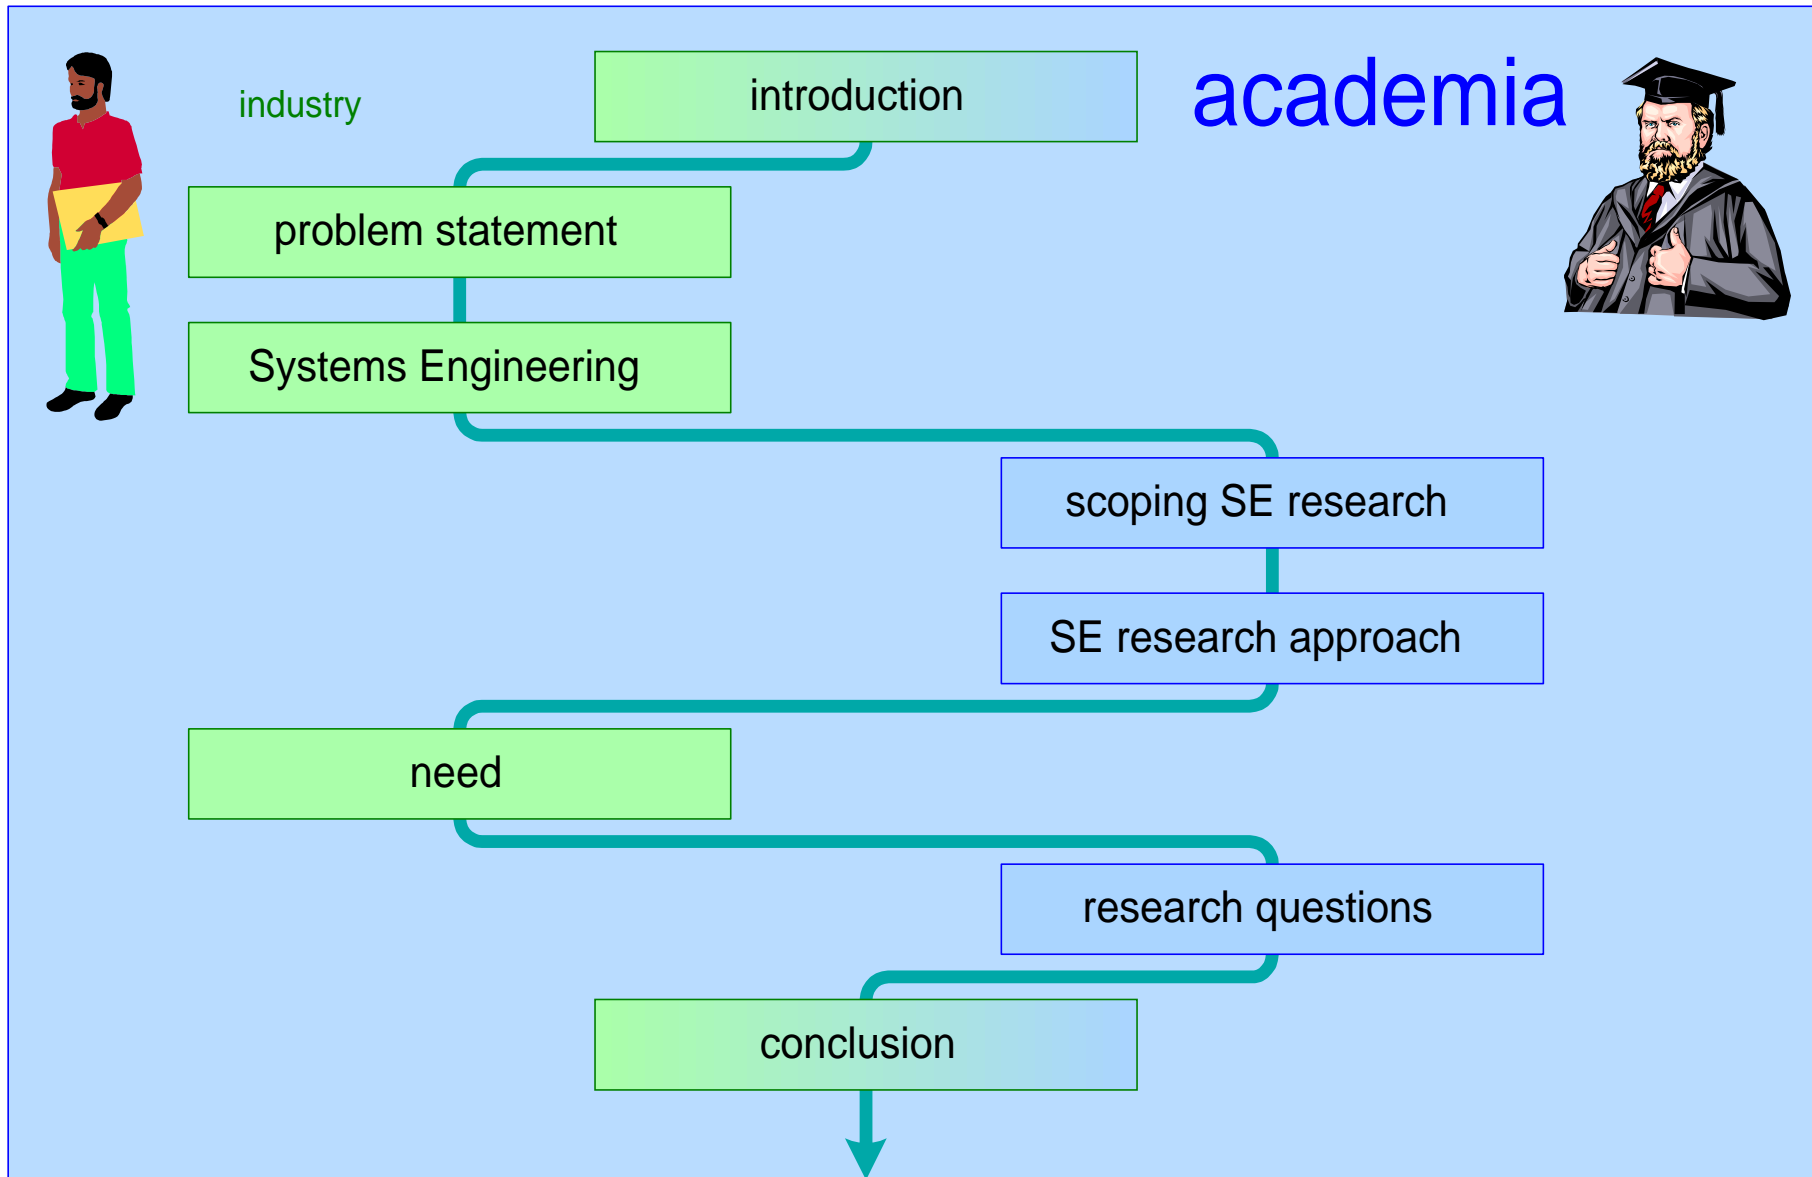 industry
introduction
academia
problem statement
Systems Engineering
scoping SE research
SE research approach
need
research questions
conclusion